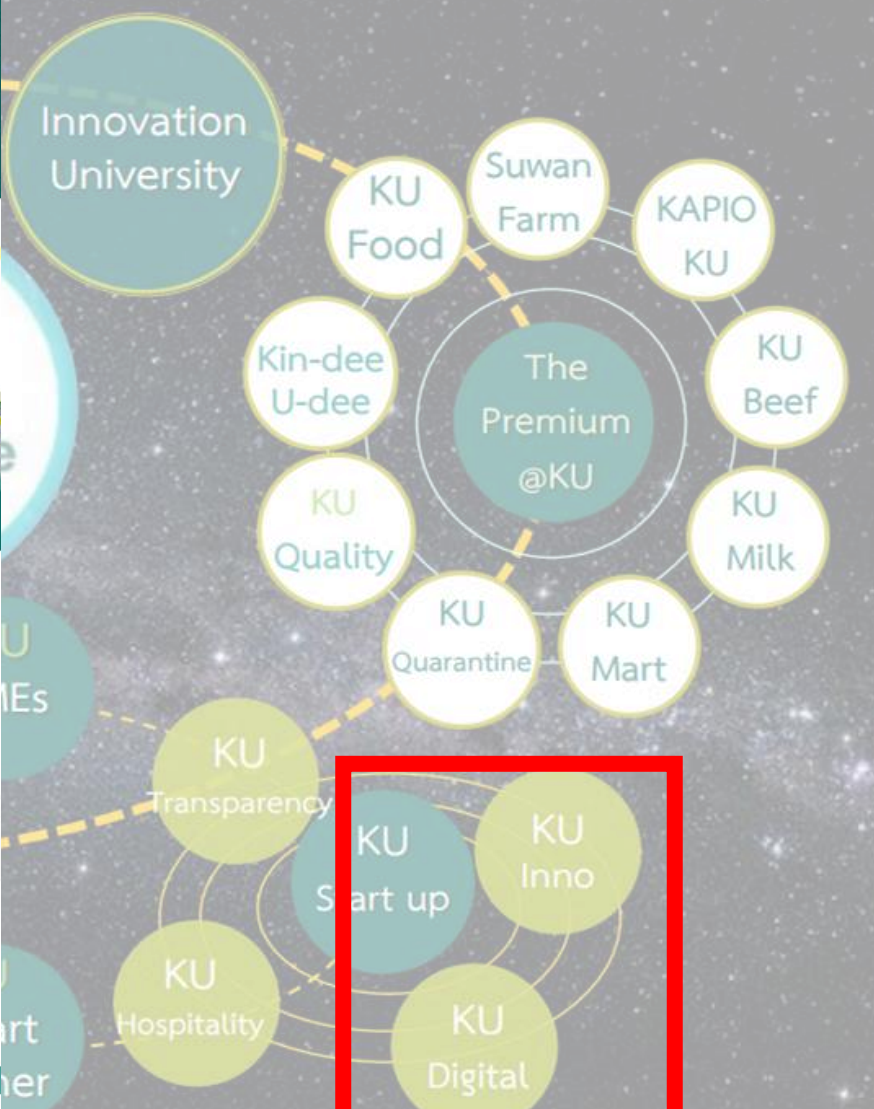 Innovation
University
KU
Food
Suwan
Farm
KAPIO
KU
Kin-dee
U-dee
The
Premium
@KU
KU
Beef
KU
Quality
KU
Milk
KU
Quarantine
KU
Mart
KU
Transparency
KU
Start up
KU
Inno
KU
Hospitality
KU
Digital